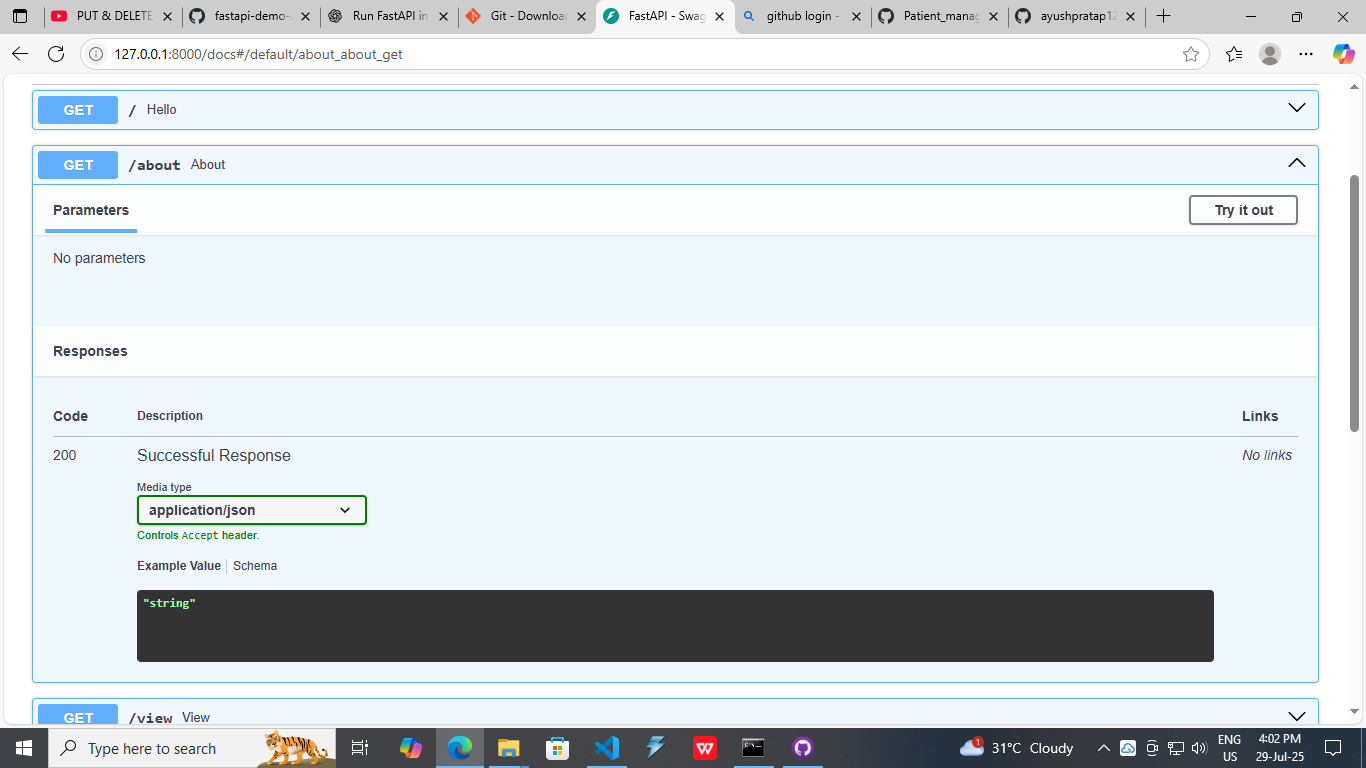 PUT & DELETE
fastapi-demo-
Run FastAPI in
Git - Download
FastAPI - Swag
github login -
Patient_manag
ayushpratap12
127.0.0.1:8000/docs#/default/about_about_get
GET / Hello
GET /about About
Parameters
Try it out
No parameters
Responses
Code Description Links
200 Successful Response No links
Media type
application/json
Controls Accept header.
Example Value Schema
"string"
GET /view View
Type here to search
W
1
31°C Cloudy
ENG
US
4:02 PM
29-Jul-25